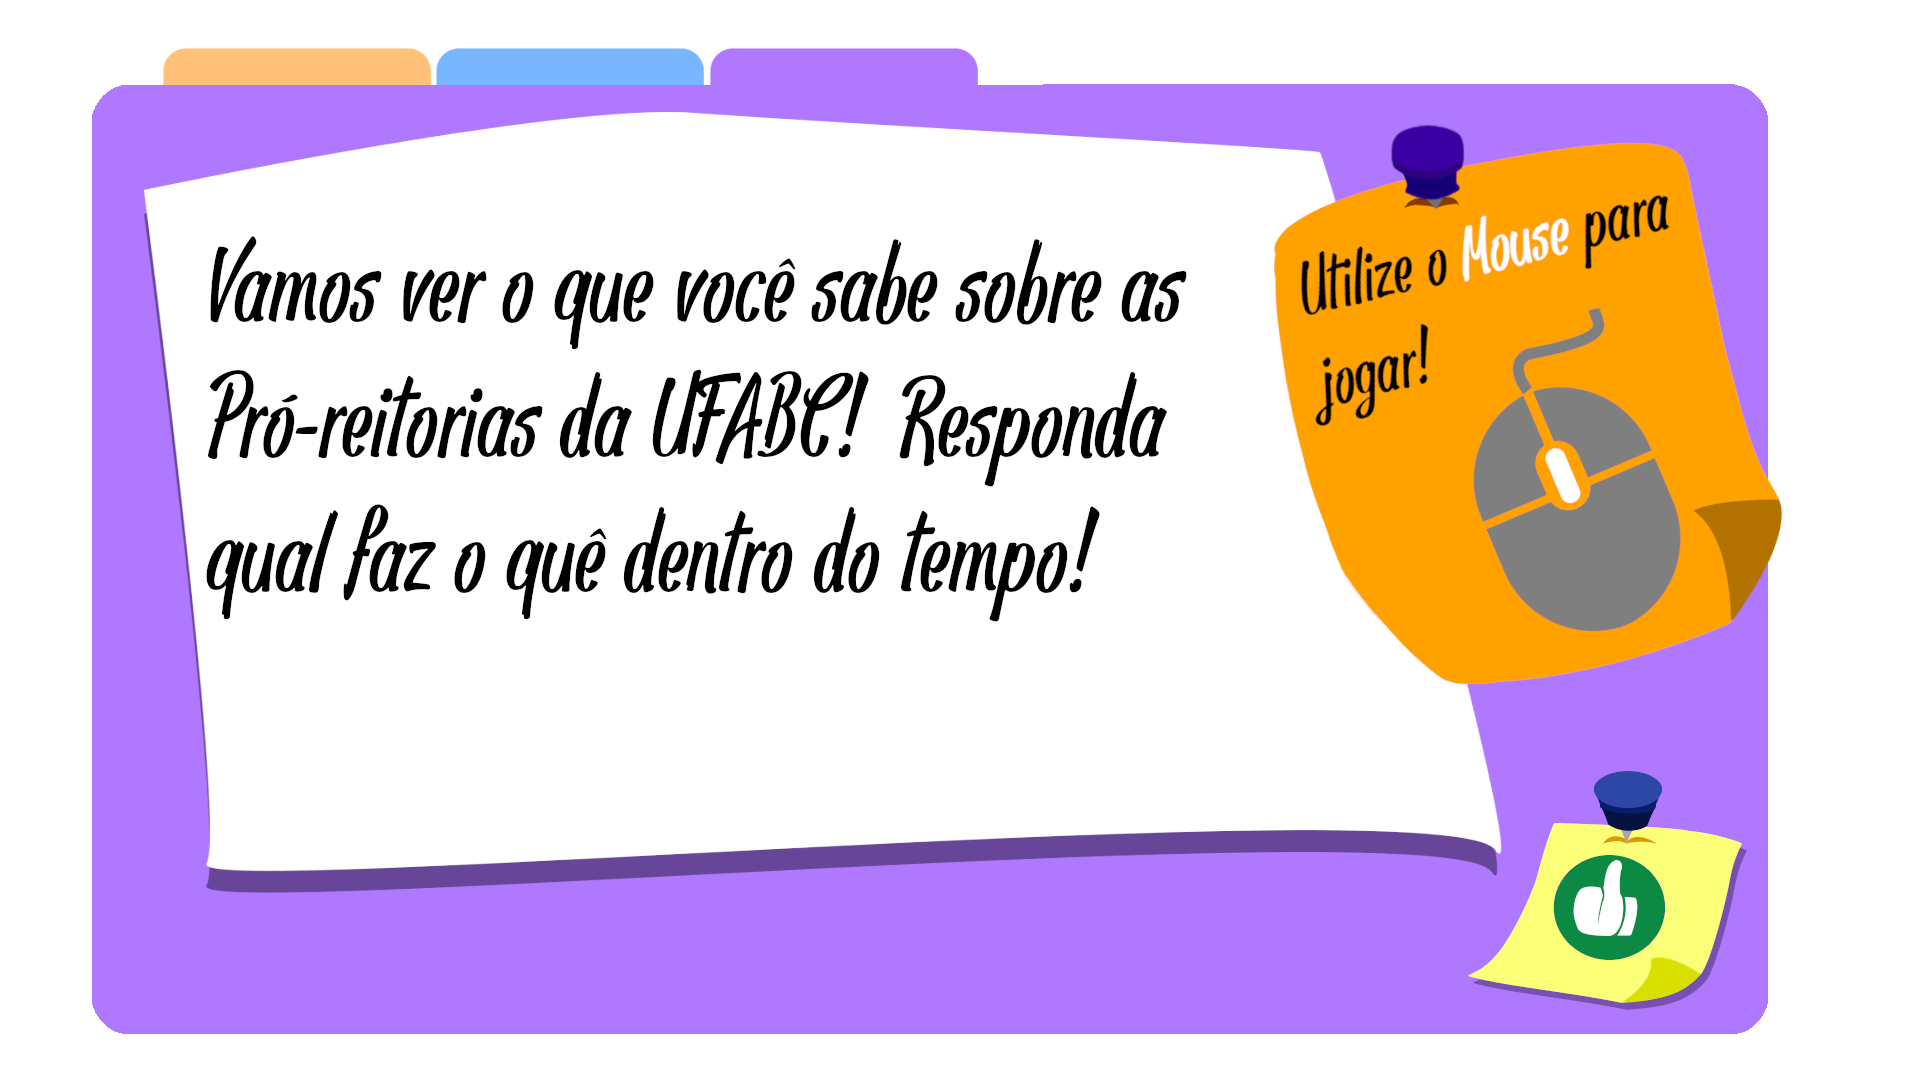 Vamos ver o que você sabe sobre as
Pró-reitorias da UFABC! Responda
qual faz o quê dentro do tempo!
Utilize o Mouse para
jogar!